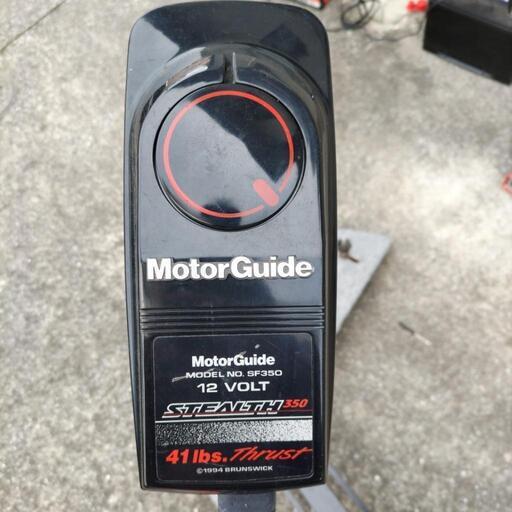 MotorGuide
MotorGuide
MODEL NO. SF350
12 VOLT
STEALTH 350
41 lbs. Thrust
©1994 BRUNSWICK